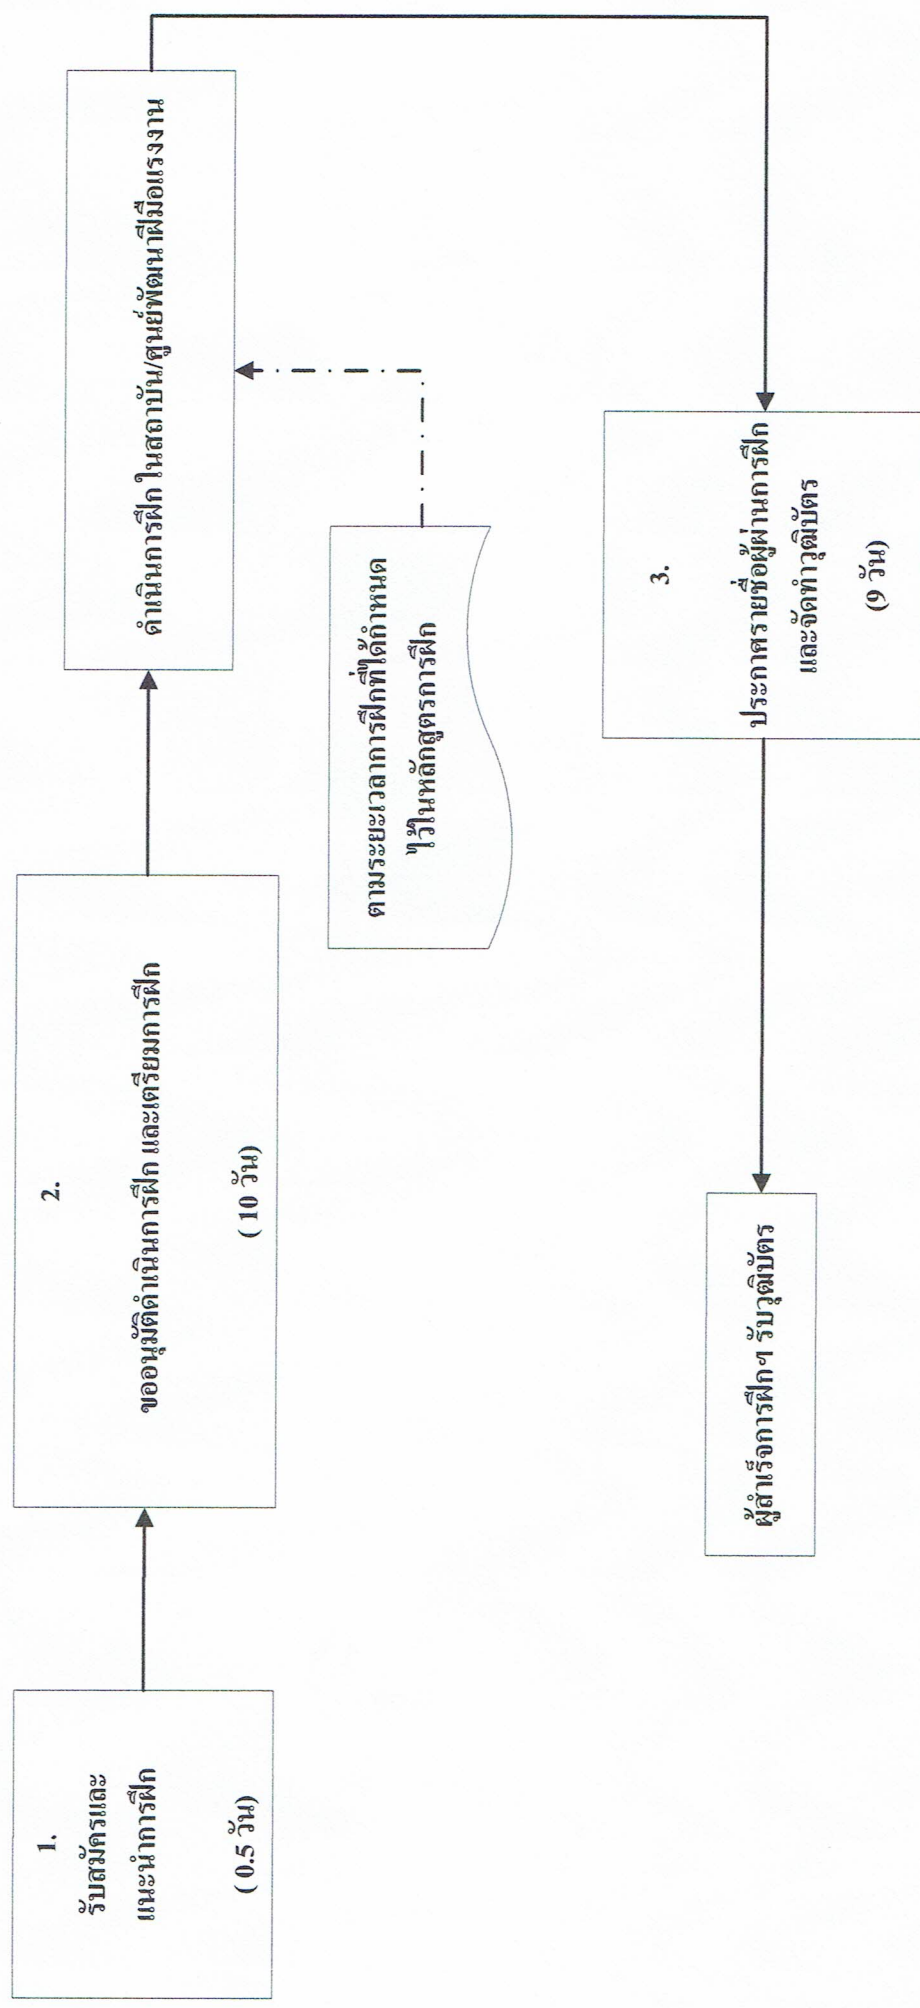 1.
รับสมัครและ
แนะนำการฝึก
( 0.5 วัน)
2.
ขออนุมัติดำเนินการฝึก และเตรียมการฝึก
( 10 วัน)
ดำเนินการฝึก ในสถาบัน/ศูนย์พัฒนาฝีมือแรงงาน
ตามระยะเวลาการฝึกที่ได้กำหนด
ไว้ในหลักสูตรการฝึก
3.
ประกาศรายชื่อผู้ผ่านการฝึก
และจัดทำวุฒิบัตร
(9 วัน)
ผู้สำเร็จการฝึกฯ รับวุฒิบัตร